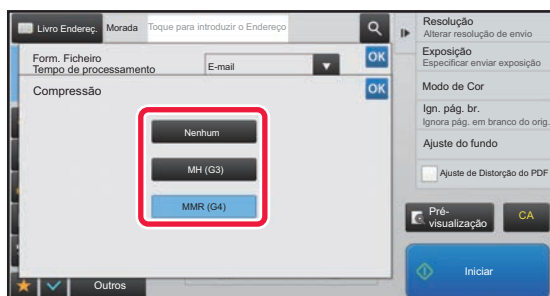 Livro Endereç.
Morada
Toque para introduzir o Endereço
Form. Ficheiro
Tempo de processamento
E-mail
OK
Compressão
OK
Nenhum
MH (G3)
MMR (G4)
Outros
Resolução
Alterar resolução de envio
Exposição
Especificar enviar exposição
Modo de Cor
Ign. pág. br.
Ignora pág. em branco do orig.
Ajuste do fundo
Ajuste de Distorção do PDF
Pré-
visualização
CA
Iniciar